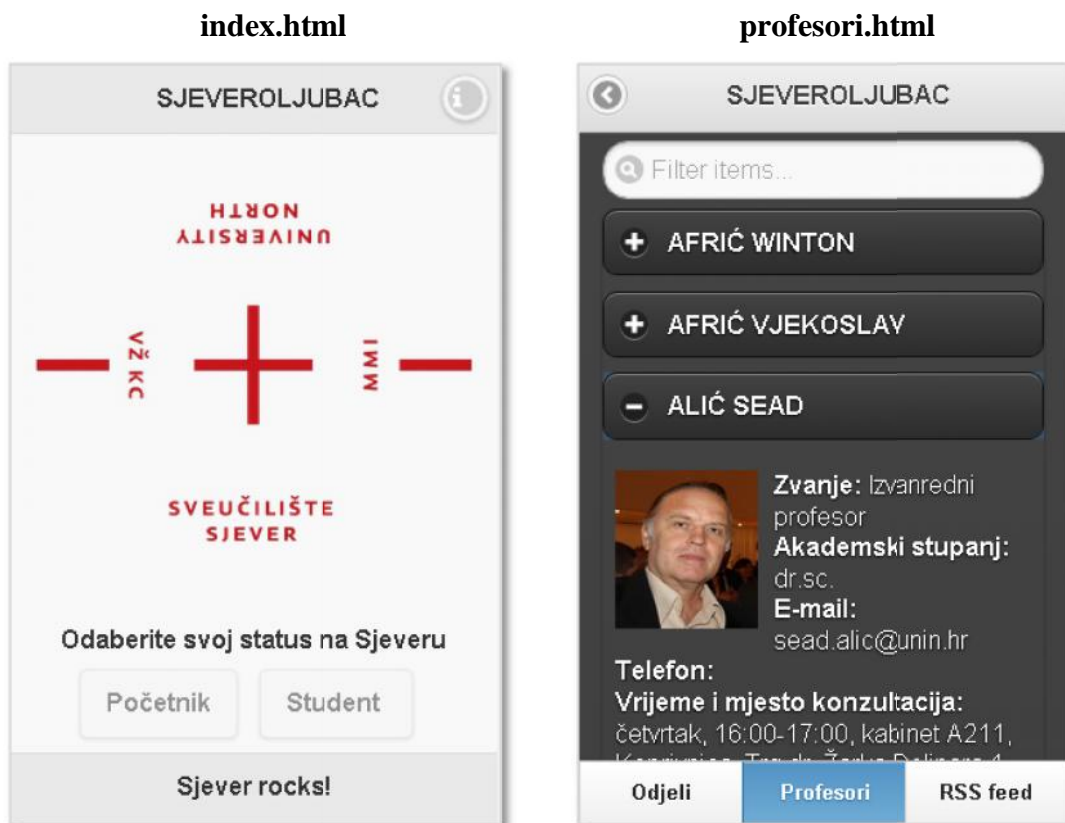 index.html
profesori.html
SJEVEROLJUBAC
NORTH
UNIVERSITY
VŽ KC
MMI
SVEUČILIŠTE
SJEVER
Odaberite svoj status na Sjeveru
Početnik
Student
Sjever rocks!
SJEVEROLJUBAC
Filter items...
AFRIĆ WINTON
AFRIĆ VJEKOSLAV
ALIĆ SEAD
Zvanje: Izvanredni
profesor
Akademski stupanj:
dr.sc.
E-mail:
sead.alic@unin.hr
Telefon:
Vrijeme i mjesto konzultacija:
četvrtak, 16:00-17:00, kabinet A211,
Odjeli
Profesori
RSS feed